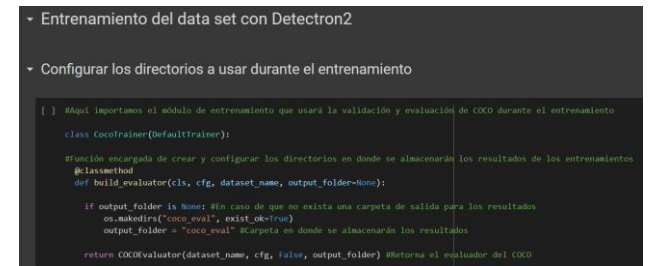 Entrenamiento del data set con Detectron2
Configurar los directorios a usar durante el entrenamiento
[ ] #Aquí importamos el módulo de entrenamiento que usará la validación y evaluación de COCO durante el entrenamiento
class CocoTrainer(DefaultTrainer):
#Función encargada de crear y configurar los directorios en donde se almacenarán los resultados de los entrenamientos
@classmethod
def build_evaluator(cls, cfg, dataset_name, output_folder=None):
if output_folder is None: #En caso de que no exista una carpeta de salida para los resultados
os.makedirs("coco_eval", exist_ok=True)
output_folder = "coco_eval" #Carpeta en donde se almacenarán los resultados
return COCOEvaluator(dataset_name, cfg, False, output_folder) #Retorna el evaluador del COCO